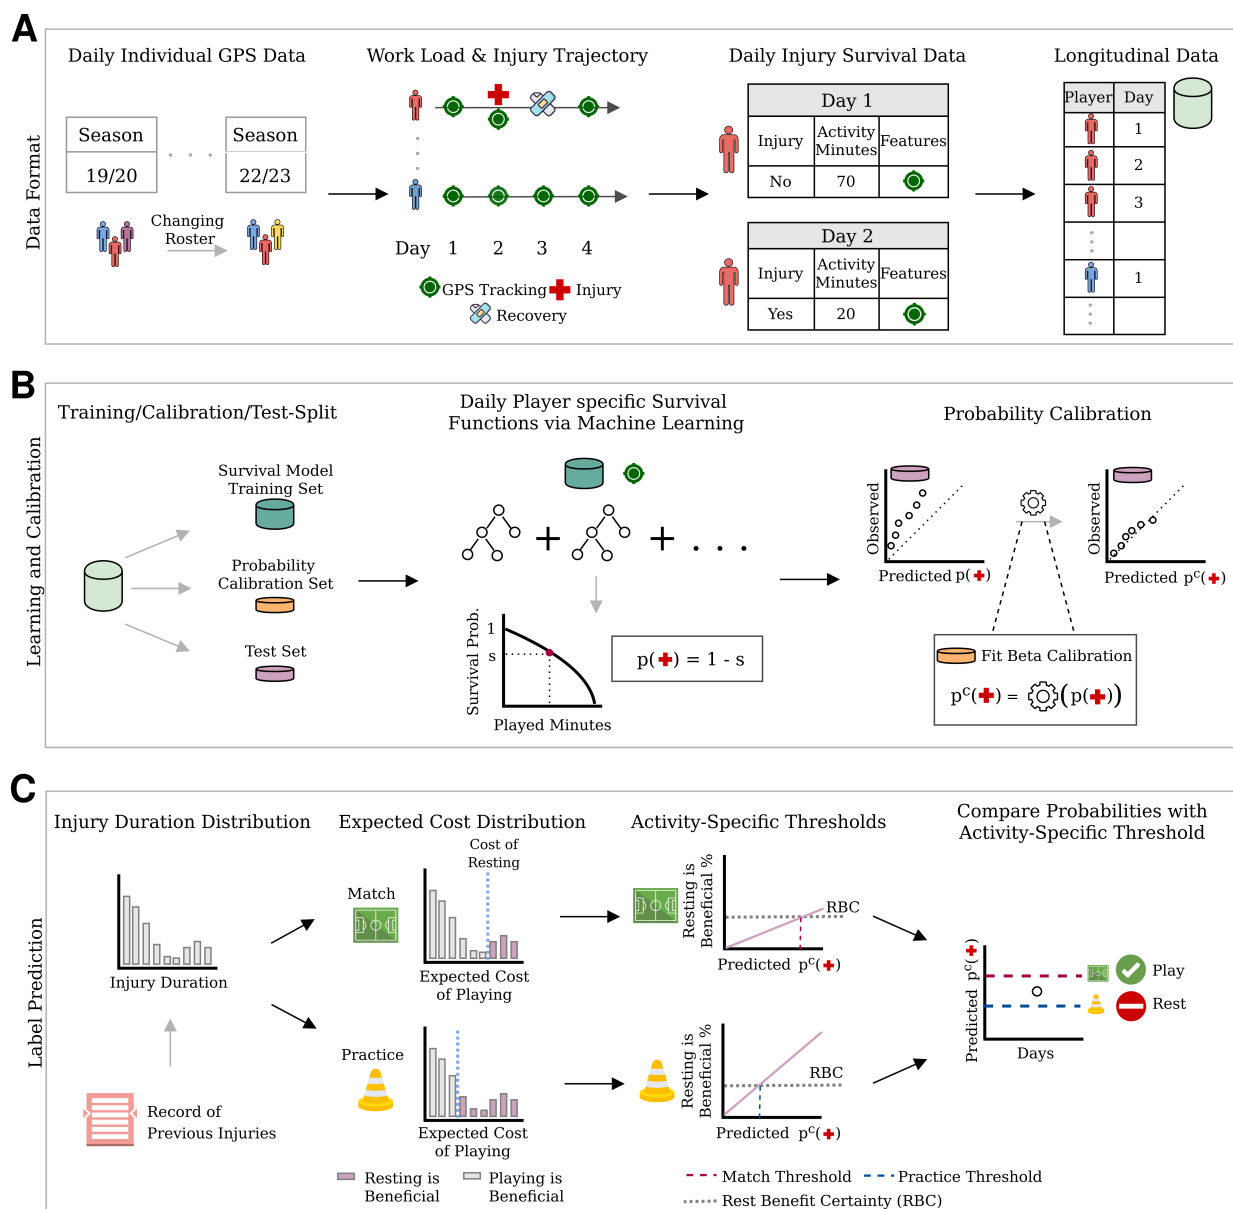 A
Data Format
Daily Individual GPS Data
Season
19/20
. . . .
Season
22/23
Changing
Roster
Work Load & Injury Trajectory
Day 1 2 3 4
GPS Tracking
Injury
Recovery
Daily Injury Survival Data
Day 1
Injury
Activity
Minutes
Features
No
70
Day 2
Injury
Activity
Minutes
Features
Yes
20
Longitudinal Data
Player
Day
1
2
3
1
B
Learning and Calibration
Training/Calibration/Test-Split
Survival Model
Training Set
Probability
Calibration Set
Test Set
Daily Player specific Survival
Functions via Machine Learning
+ + . . .
Survival Prob.
1
s
Played Minutes
p(✚) = 1 - s
Probability Calibration
Observed
Predicted p(✚)
Observed
Predicted pᶜ(✚)
Fit Beta Calibration
pᶜ(✚) = (p(✚))
C
Label Prediction
Injury Duration Distribution
Injury Duration
Record of
Previous Injuries
Expected Cost Distribution
Cost of
Resting
Match
Expected Cost
of Playing
Practice
Expected Cost
of Playing
Resting is
Beneficial
Playing is
Beneficial
Activity-Specific Thresholds
Resting is
Beneficial %
RBC
Predicted pᶜ(✚)
Resting is
Beneficial %
RBC
Predicted pᶜ(✚)
Match Threshold
Practice Threshold
Rest Benefit Certainty (RBC)
Compare Probabilities with
Activity-Specific Threshold
Predicted pᶜ(✚)
Play
Rest
Days